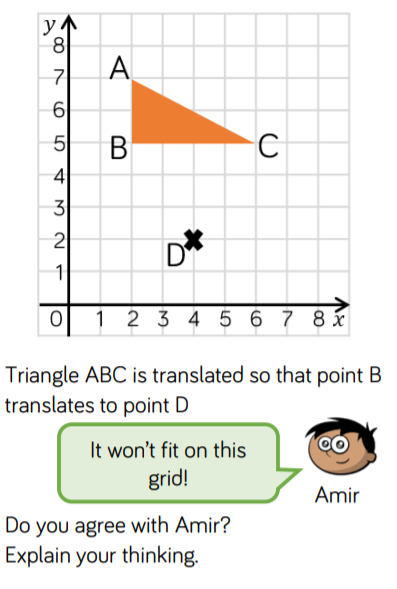 y
8
7
6
5
4
3
2
1
A
B
C
D
0 1 2 3 4 5 6 7 8 x
Triangle ABC is translated so that point B
translates to point D
It won't fit on this
grid!
Amir
Do you agree with Amir?
Explain your thinking.